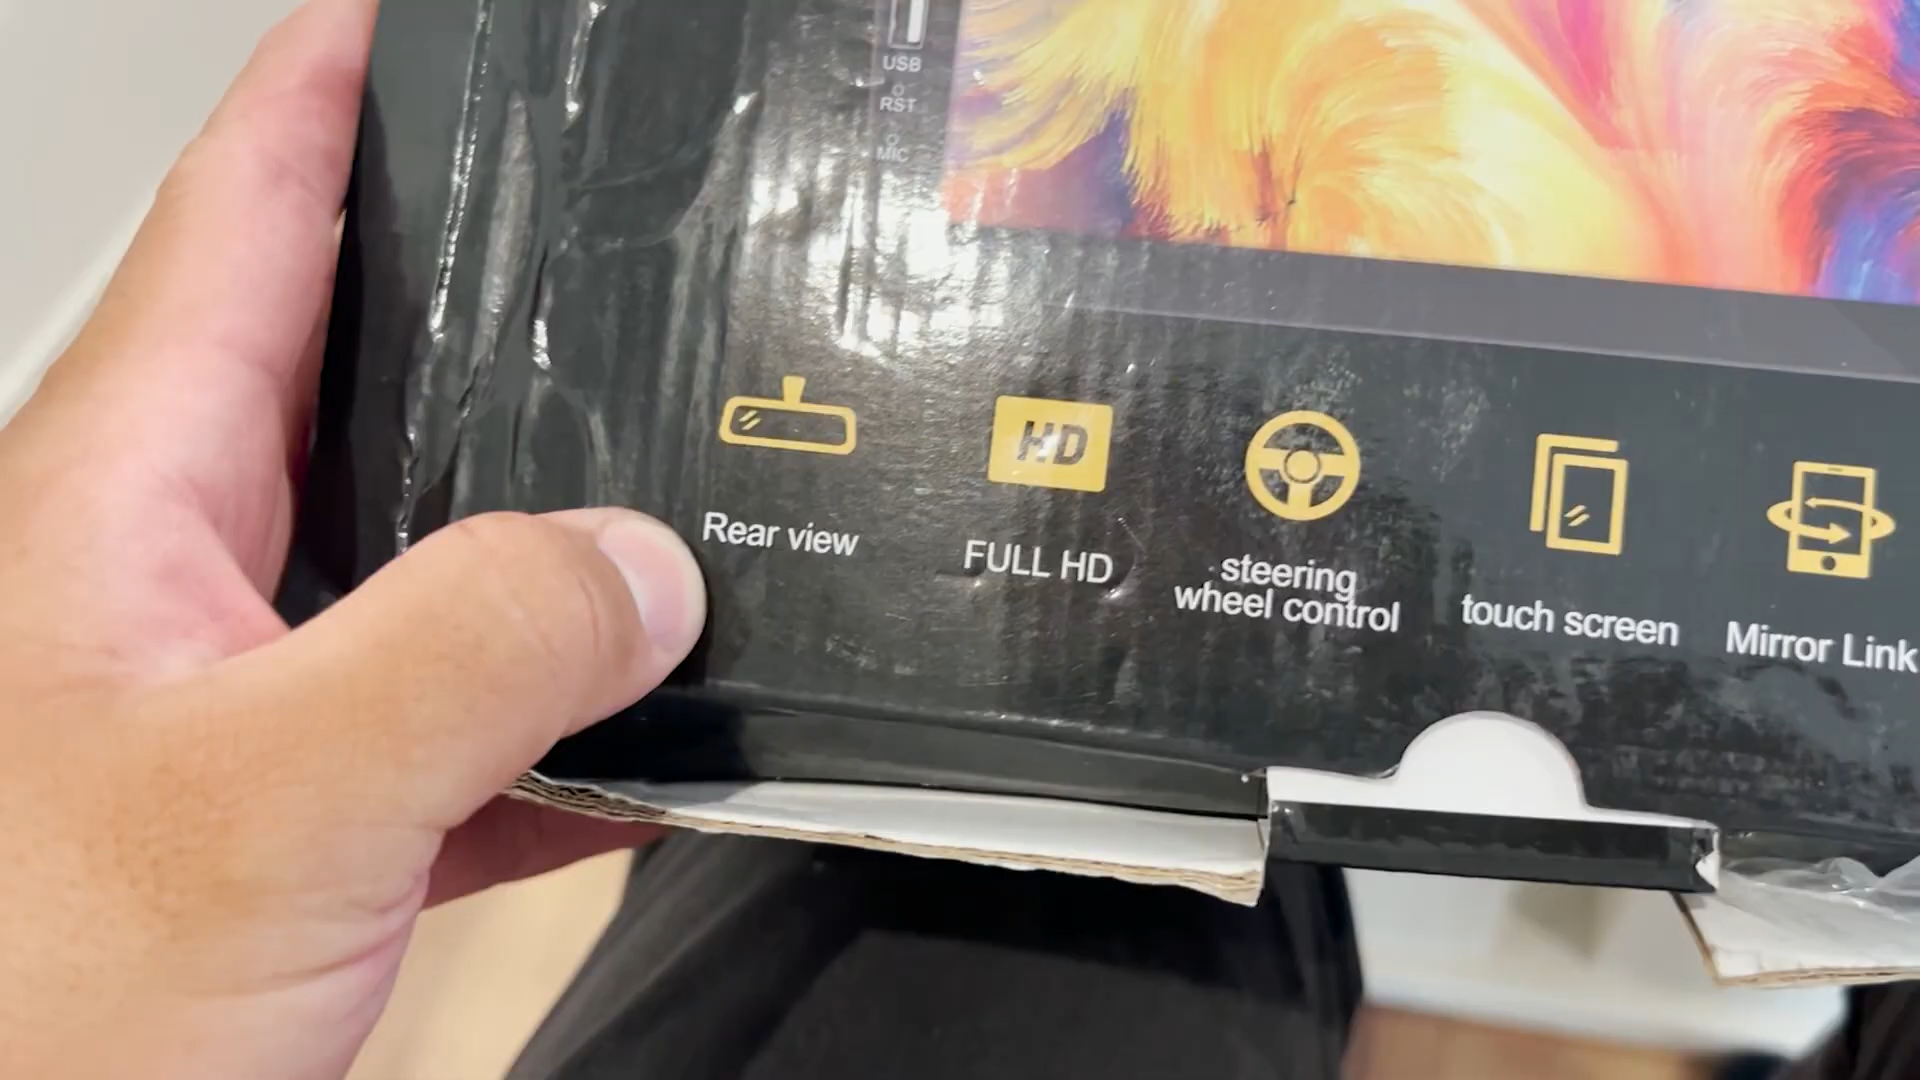 USB
RST
MIC
HD
Rear view
FULL HD
steering
wheel control
touch screen
Mirror Link